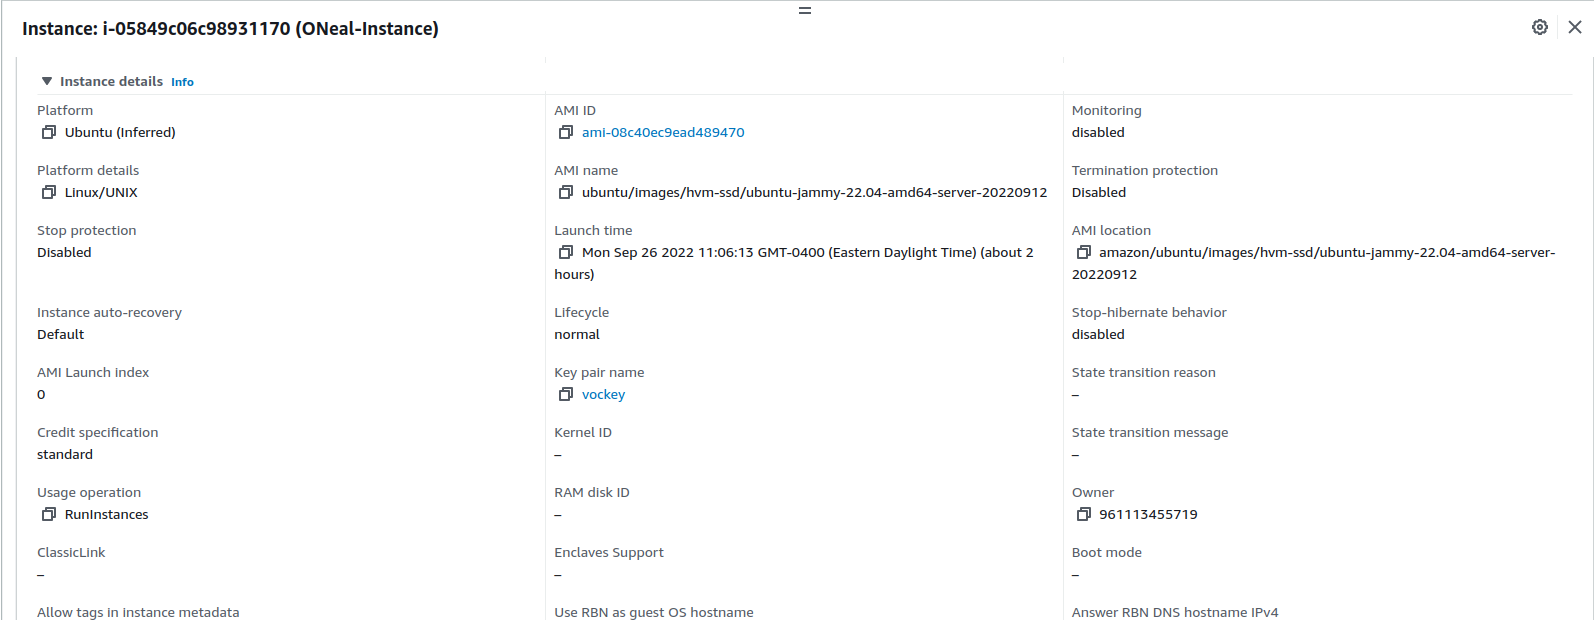 Instance: i-05849c06c98931170 (ONeal-Instance)
Instance details Info
Platform
Ubuntu (Inferred)
AMI ID
ami-08c40ec9ead489470
Monitoring
disabled
Platform details
Linux/UNIX
AMI name
ubuntu/images/hvm-ssd/ubuntu-jammy-22.04-amd64-server-20220912
Termination protection
Disabled
Stop protection
Disabled
Launch time
Mon Sep 26 2022 11:06:13 GMT-0400 (Eastern Daylight Time) (about 2
hours)
AMI location
amazon/ubuntu/images/hvm-ssd/ubuntu-jammy-22.04-amd64-server-
20220912
Instance auto-recovery
Default
Lifecycle
normal
Stop-hibernate behavior
disabled
AMI Launch index
0
Key pair name
vockey
State transition reason
–
Credit specification
standard
Kernel ID
–
State transition message
–
Usage operation
RunInstances
RAM disk ID
–
Owner
961113455719
ClassicLink
–
Enclaves Support
–
Boot mode
–
Allow tags in instance metadata
Use RBN as guest OS hostname
Answer RBN DNS hostname IPv4